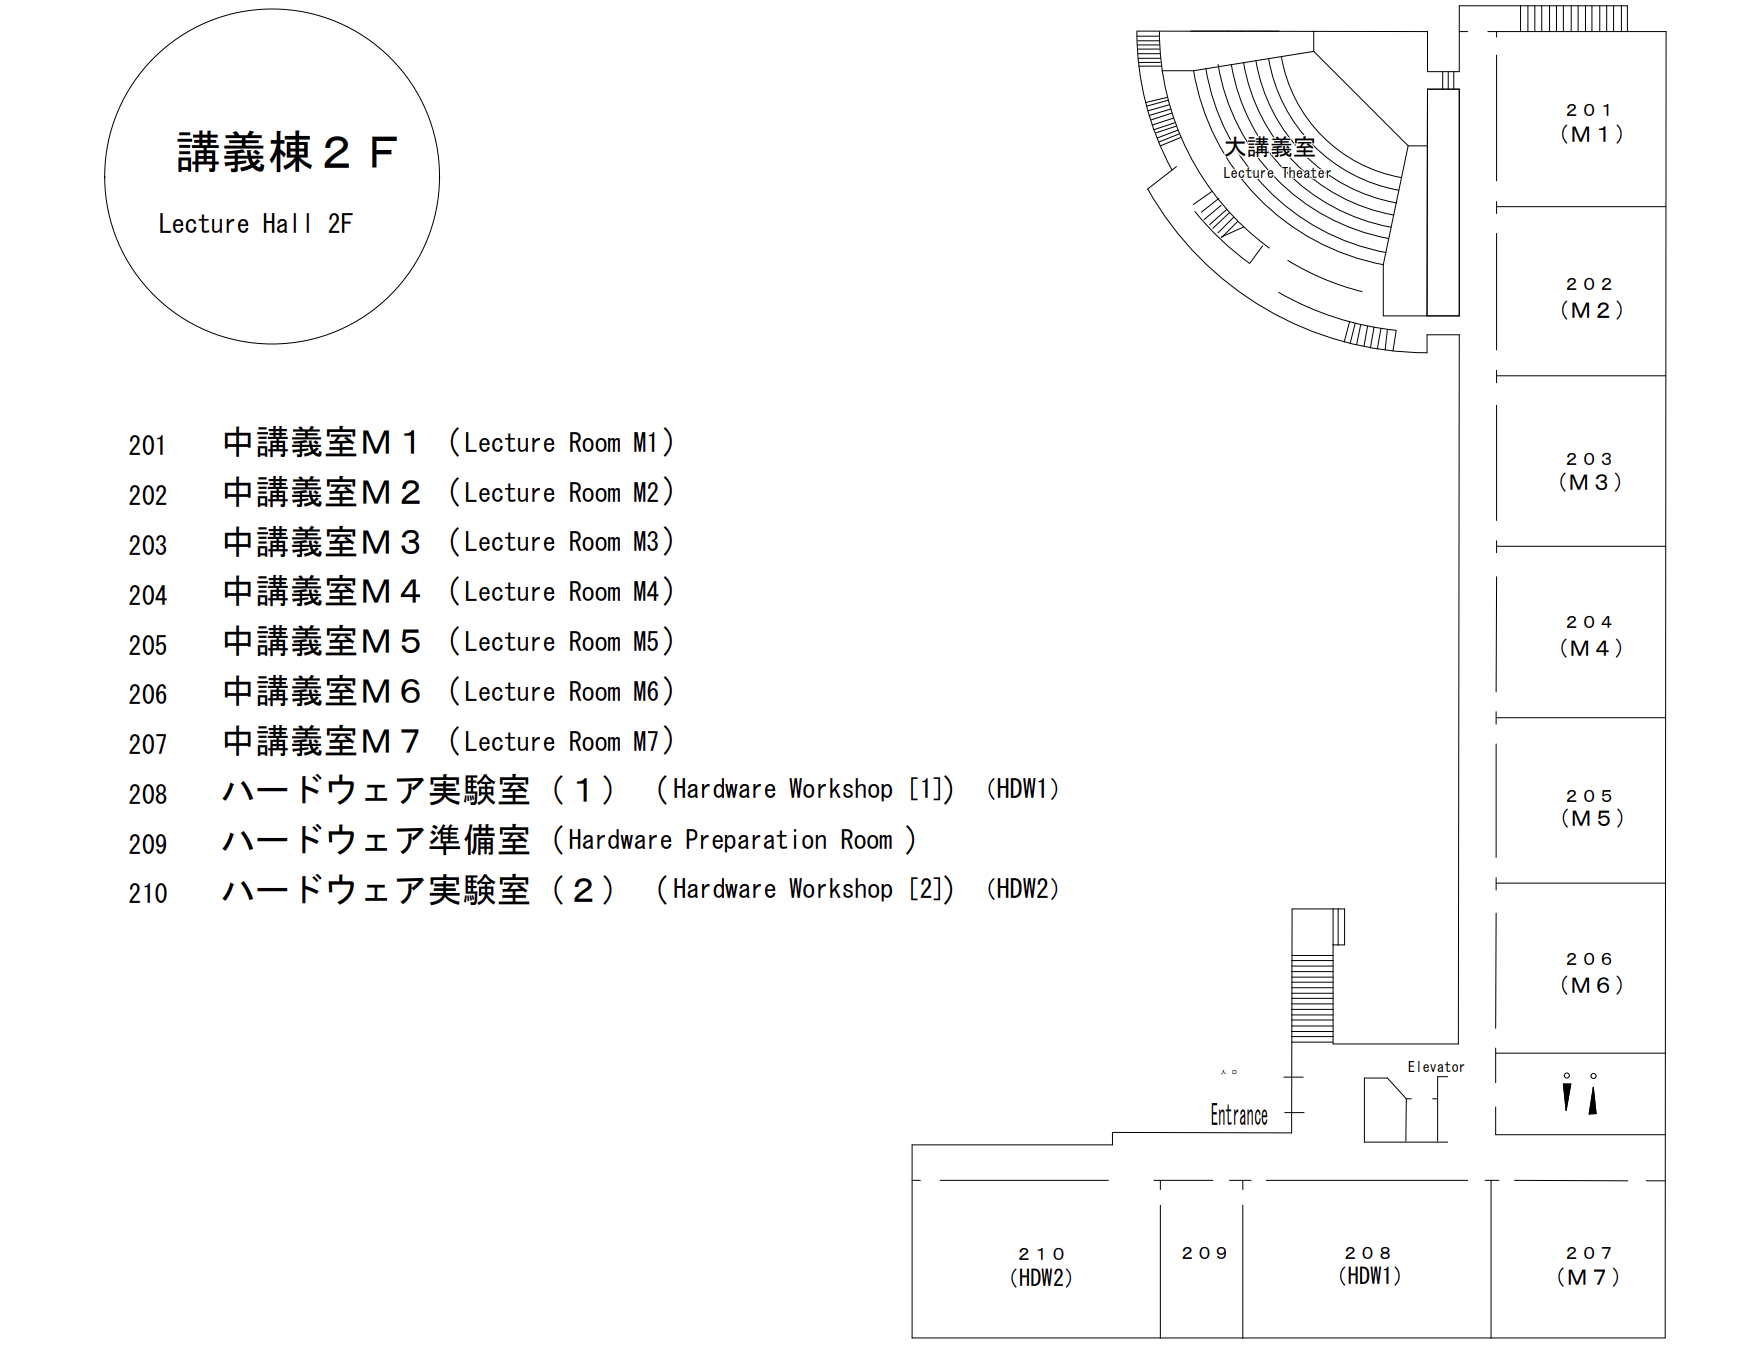 講義棟２Ｆ
Lecture Hall 2F
201 中講義室Ｍ１（Lecture Room M1）
202 中講義室Ｍ２（Lecture Room M2）
203 中講義室Ｍ３（Lecture Room M3）
204 中講義室Ｍ４（Lecture Room M4）
205 中講義室Ｍ５（Lecture Room M5）
206 中講義室Ｍ６（Lecture Room M6）
207 中講義室Ｍ７（Lecture Room M7）
208 ハードウェア実験室（１）（Hardware Workshop [1]）（HDW1）
209 ハードウェア準備室（Hardware Preparation Room ）
210 ハードウェア実験室（２）（Hardware Workshop [2]）（HDW2）
大講義室
Lecture Theater
２０１
（Ｍ１）
２０２
（Ｍ２）
２０３
（Ｍ３）
２０４
（Ｍ４）
２０５
（Ｍ５）
２０６
（Ｍ６）
Elevator
入口
Entrance
２１０
（HDW2）
２０９
２０８
（HDW1）
２０７
（Ｍ７）